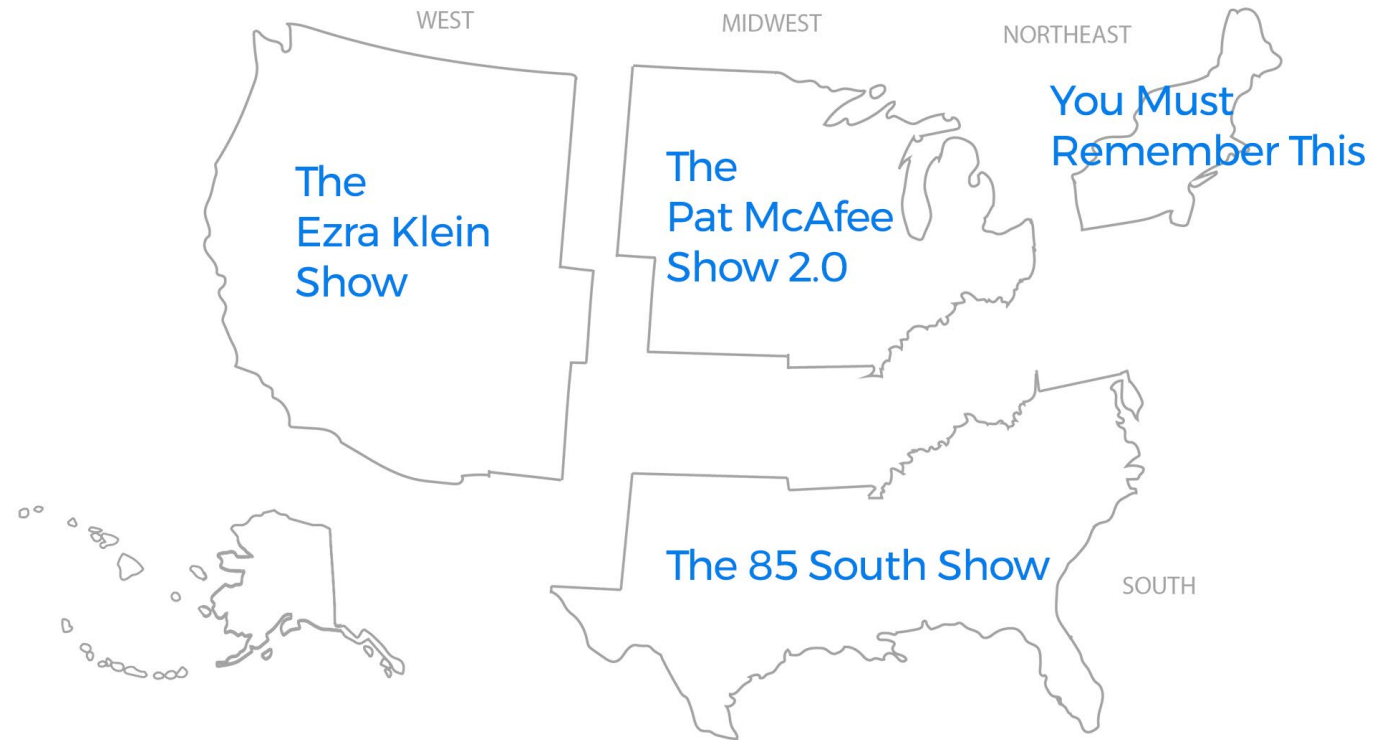 WEST
MIDWEST
NORTHEAST
The
Ezra Klein
Show
The
Pat McAfee
Show 2.0
You Must
Remember This
The 85 South Show
SOUTH